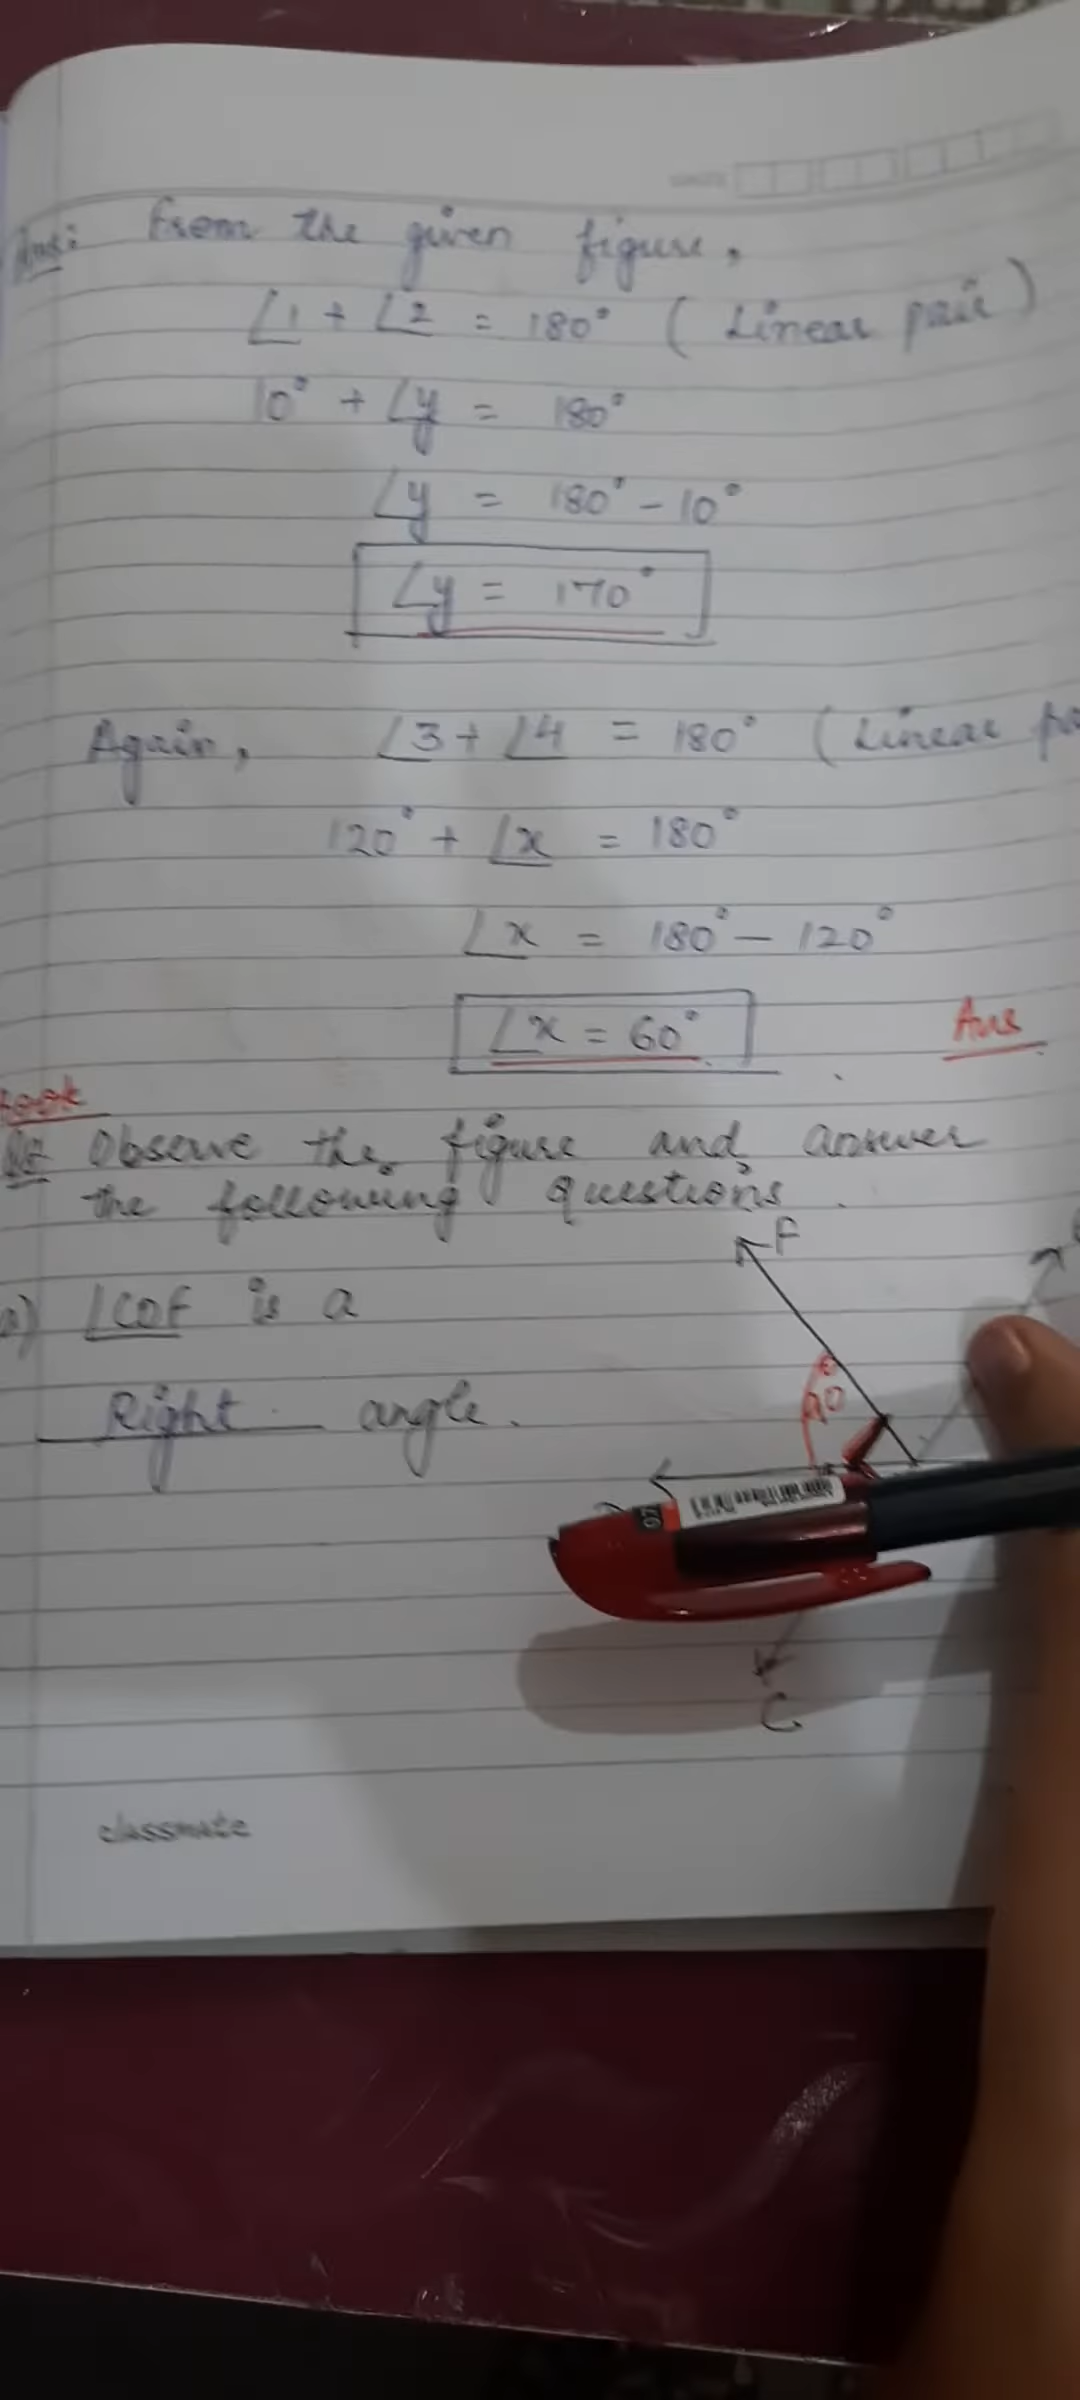 Ans: From the given figure,
∠1 + ∠2 = 180° (Linear pair)
10° + ∠y = 180°
∠y = 180° - 10°
∠y = 170°
Again, ∠3 + ∠4 = 180° (Linear
120° + ∠x = 180°
∠x = 180° - 120°
∠x = 60°
Ans
Observe the figure and answer
the following questions.
F
∠COF is a
Right angle.
90
07
C
classmate